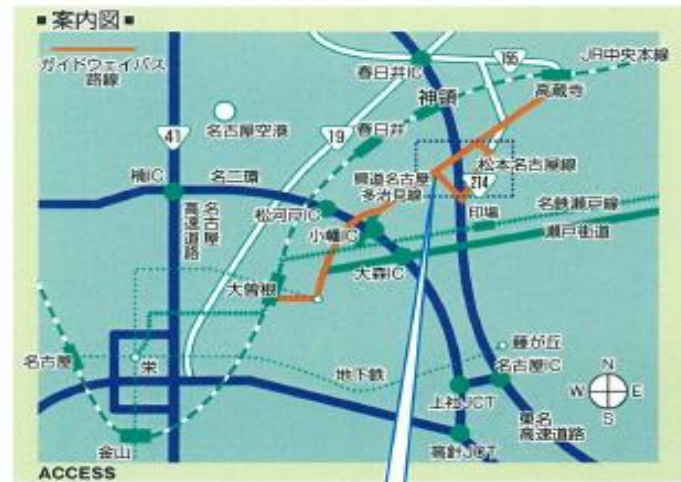 ■案内図■
ガイドウェイバス
路線
春日井IC
155
JR中央本線
神領
高蔵寺
41
名古屋空港
19
春日井
松本名古屋線
楠IC
名二環
県道名古屋
多治見線
214
松河戸IC
印場
名鉄瀬戸線
名古屋
高速道路
小幡IC
瀬戸街道
大森IC
大曽根
藤が丘
名古屋
栄
地下鉄
名古屋IC
N
W
E
S
上社JCT
東名
高速道路
金山
高針JCT
ACCESS